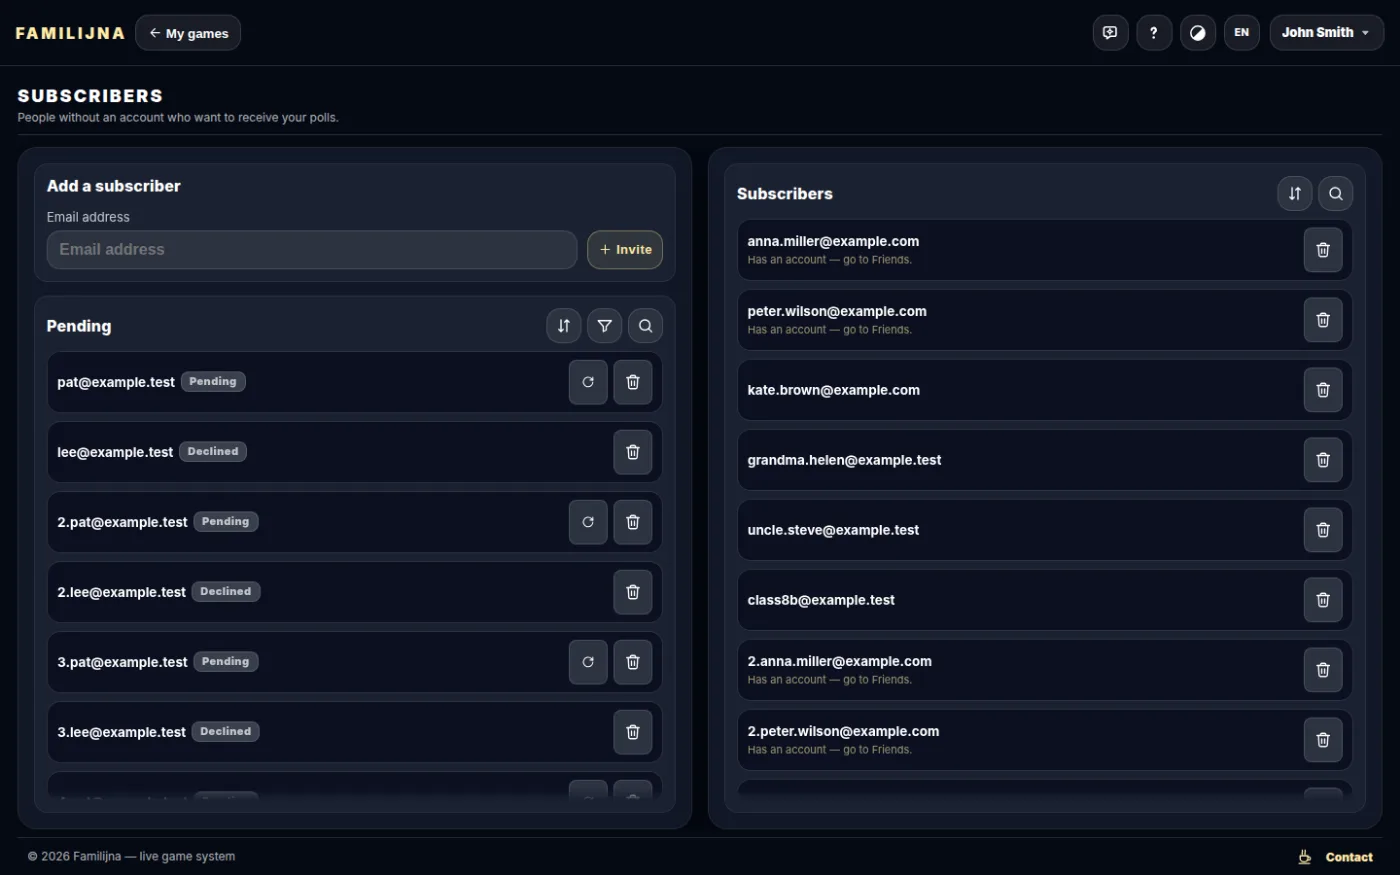 FAMILIJNA
← My games
?
EN
John Smith
SUBSCRIBERS
People without an account who want to receive your polls.
Add a subscriber
Email address
Email address
+ Invite
Pending
pat@example.test Pending
lee@example.test Declined
2.pat@example.test Pending
2.lee@example.test Declined
3.pat@example.test Pending
3.lee@example.test Declined
Subscribers
anna.miller@example.com
Has an account — go to Friends.
peter.wilson@example.com
Has an account — go to Friends.
kate.brown@example.com
grandma.helen@example.test
uncle.steve@example.test
class8b@example.test
2.anna.miller@example.com
Has an account — go to Friends.
2.peter.wilson@example.com
Has an account — go to Friends.
© 2026 Familijna — live game system
Contact